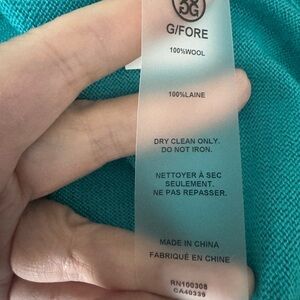 G/FORE
100%WOOL
100%LAINE
DRY CLEAN ONLY.
DO NOT IRON.
NETTOYER À SEC
SEULEMENT.
NE PAS REPASSER.
MADE IN CHINA
FABRIQUÉ EN CHINE
RN100308
CA40339